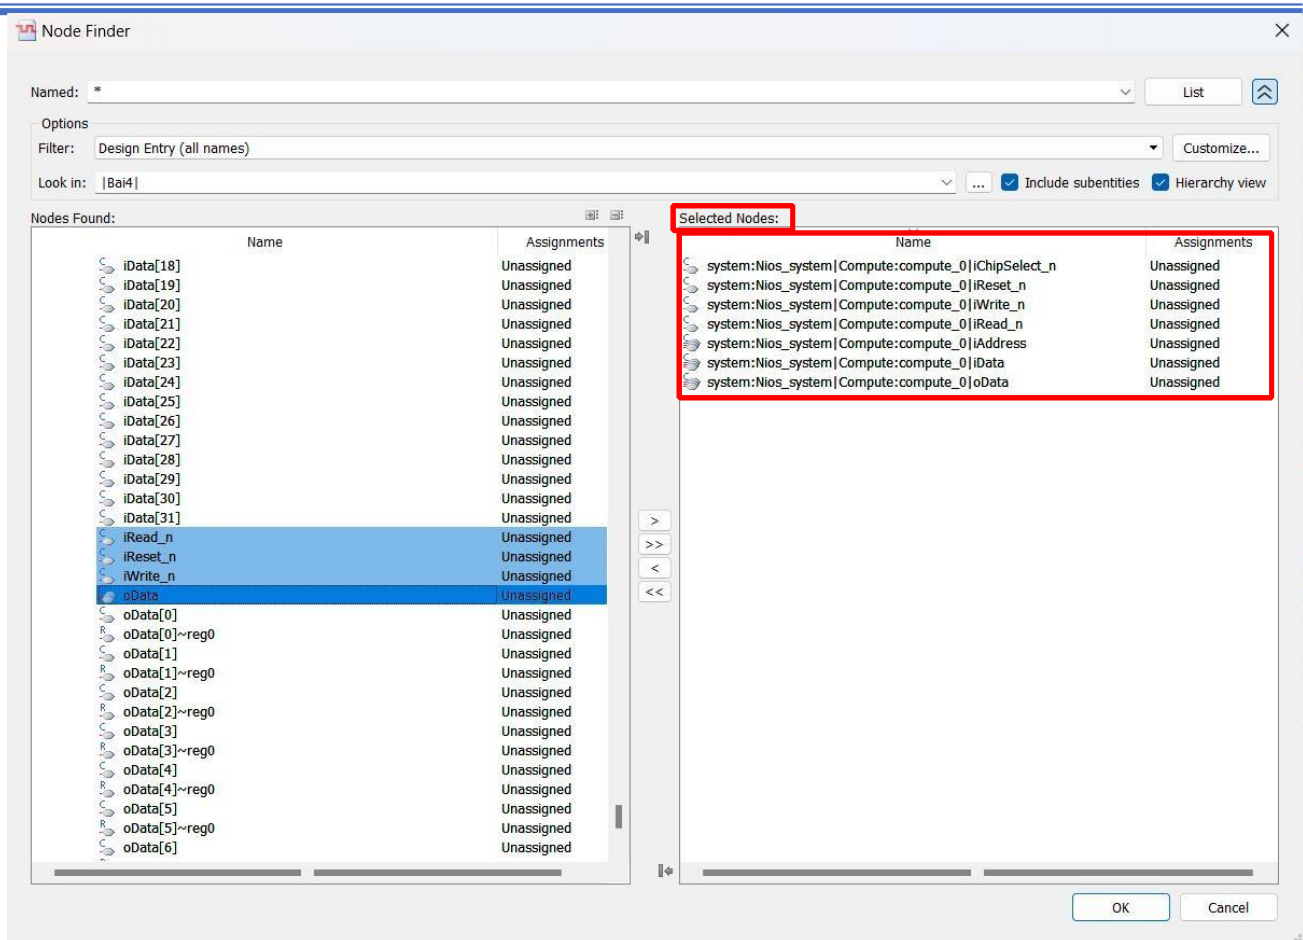 Node Finder
Named: *
List
Options
Filter: Design Entry (all names)
Customize...
Look in: |Bai4|
...
Include subentities
Hierarchy view
Nodes Found:
Name Assignments
iData[18] Unassigned
iData[19] Unassigned
iData[20] Unassigned
iData[21] Unassigned
iData[22] Unassigned
iData[23] Unassigned
iData[24] Unassigned
iData[25] Unassigned
iData[26] Unassigned
iData[27] Unassigned
iData[28] Unassigned
iData[29] Unassigned
iData[30] Unassigned
iData[31] Unassigned
iRead_n Unassigned
iReset_n Unassigned
iWrite_n Unassigned
oData Unassigned
oData[0] Unassigned
oData[0]~reg0 Unassigned
oData[1] Unassigned
oData[1]~reg0 Unassigned
oData[2] Unassigned
oData[2]~reg0 Unassigned
oData[3] Unassigned
oData[3]~reg0 Unassigned
oData[4] Unassigned
oData[4]~reg0 Unassigned
oData[5] Unassigned
oData[5]~reg0 Unassigned
oData[6] Unassigned
>
>>
<
<<
Selected Nodes:
Name Assignments
system:Nios_system|Compute:compute_0|iChipSelect_n Unassigned
system:Nios_system|Compute:compute_0|iReset_n Unassigned
system:Nios_system|Compute:compute_0|iWrite_n Unassigned
system:Nios_system|Compute:compute_0|iRead_n Unassigned
system:Nios_system|Compute:compute_0|iAddress Unassigned
system:Nios_system|Compute:compute_0|iData Unassigned
system:Nios_system|Compute:compute_0|oData Unassigned
OK
Cancel